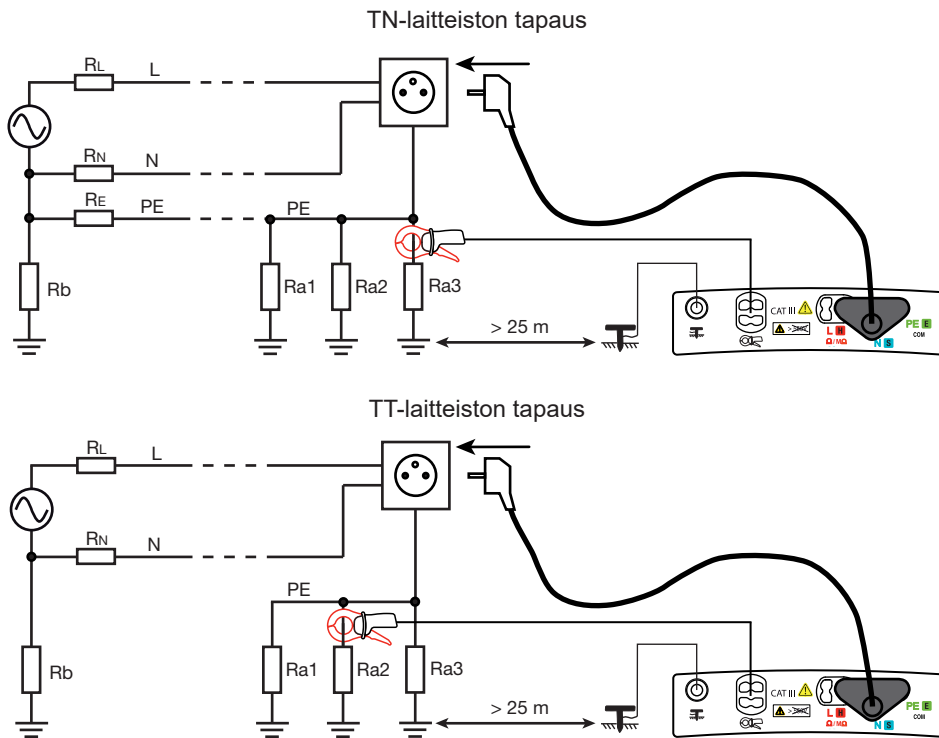 TN-laitteiston tapaus
RL
L
RN
N
RE
PE
PE
Rb
Ra1
Ra2
Ra3
> 25 m
CAT III
L H
Ω/MΩ
N S
PE E
COM
TT-laitteiston tapaus
RL
L
RN
N
PE
Rb
Ra1
Ra2
Ra3
> 25 m
CAT III
L H
Ω/MΩ
N S
PE E
COM